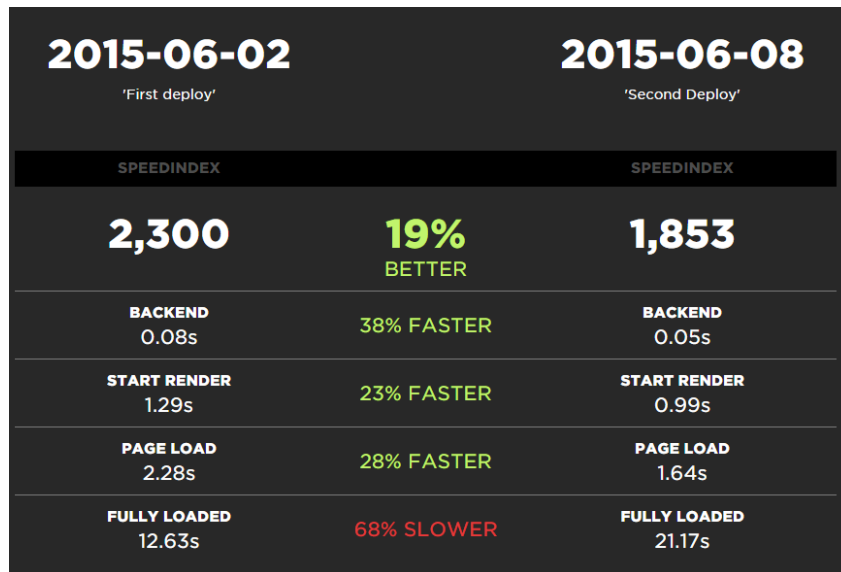 2015-06-02 2015-06-08
'First deploy' 'Second Deploy'
SPEEDINDEX SPEEDINDEX
2,300 19% 1,853
BETTER
BACKEND 38% FASTER BACKEND
0.08s 0.05s
START RENDER 23% FASTER START RENDER
1.29s 0.99s
PAGE LOAD 28% FASTER PAGE LOAD
2.28s 1.64s
FULLY LOADED 68% SLOWER FULLY LOADED
12.63s 21.17s